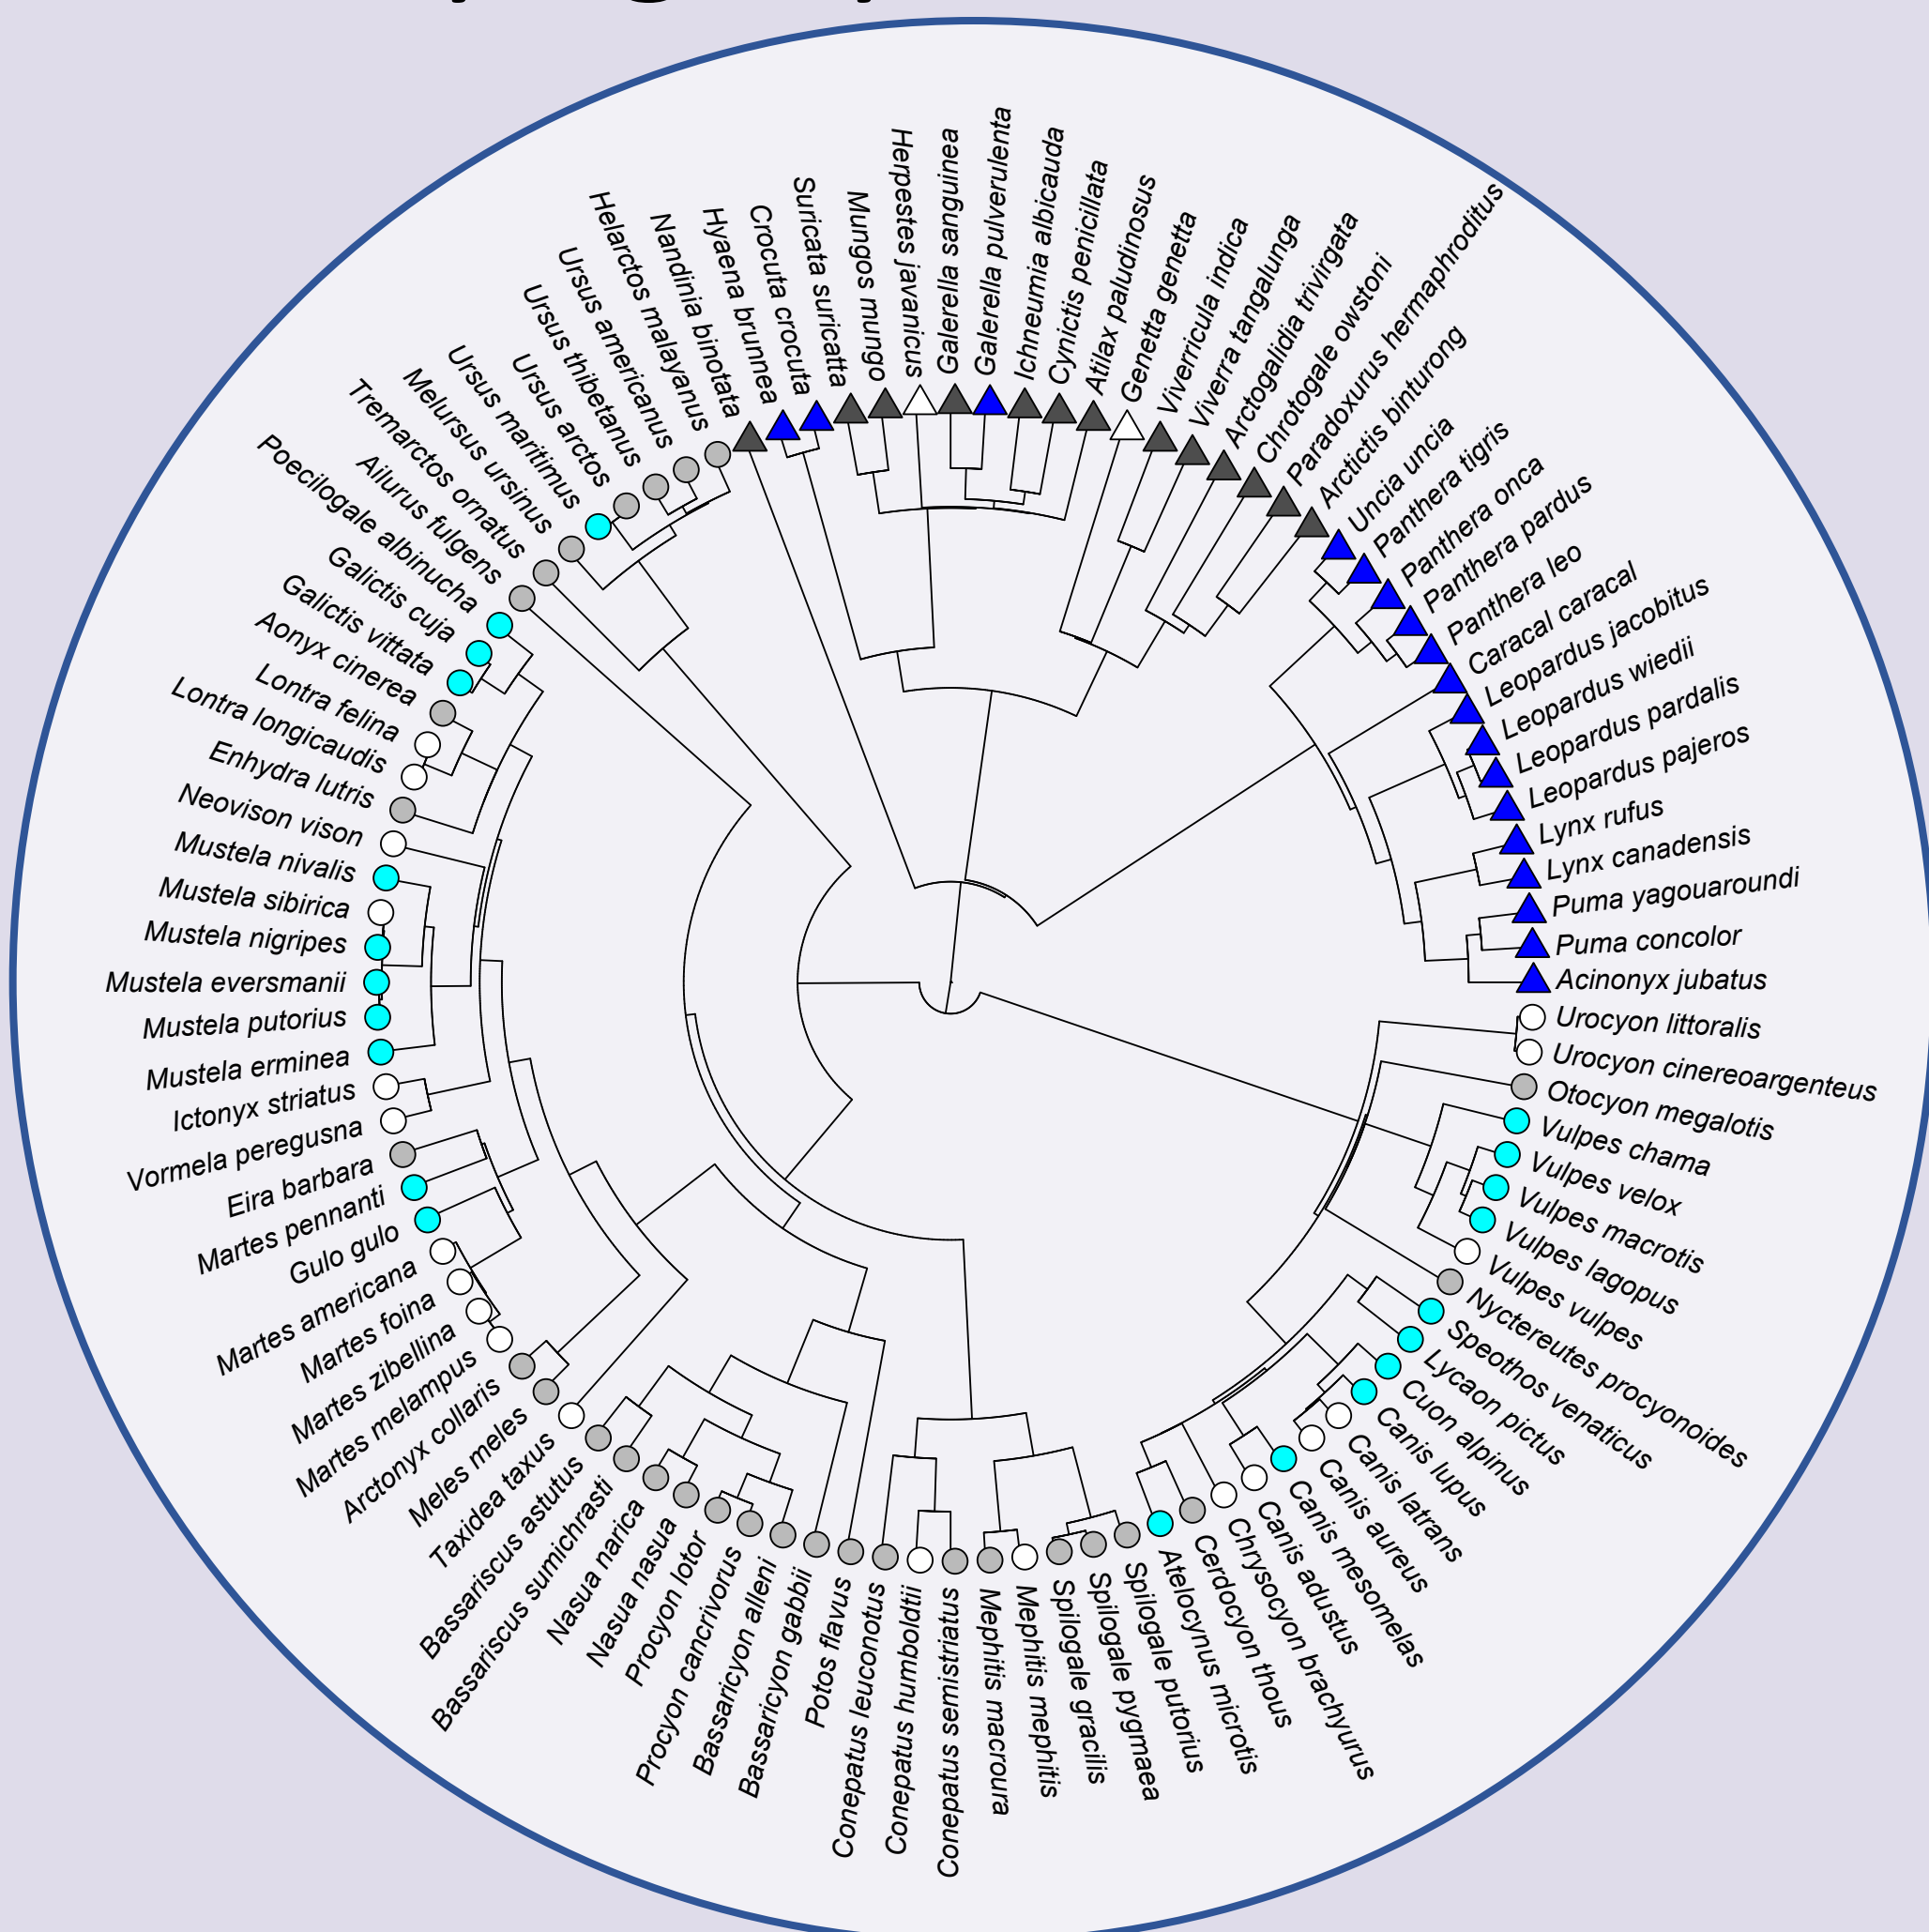 Herpestes javanicus
Galerella sanguinea
Galerella pulverulenta
Ichneumia albicauda
Cynictis penicillata
Atilax paludinosus
Genetta genetta
Viverricula indica
Viverra tangalunga
Arctogalidia trivirgata
Chrotogale owstoni
Paradoxurus hermaphroditus
Arctictis binturong
Uncia uncia
Panthera tigris
Panthera onca
Panthera pardus
Panthera leo
Caracal caracal
Leopardus jacobitus
Leopardus wiedii
Leopardus pardalis
Leopardus pajeros
Lynx rufus
Lynx canadensis
Puma yagouaroundi
Puma concolor
Acinonyx jubatus
Urocyon littoralis
Urocyon cinereoargenteus
Otocyon megalotis
Vulpes chama
Vulpes velox
Vulpes macrotis
Vulpes lagopus
Vulpes vulpes
Nyctereutes procyonoides
Speothos venaticus
Lycaon pictus
Cuon alpinus
Canis lupus
Canis latrans
Canis aureus
Canis mesomelas
Canis adustus
Chrysocyon brachyurus
Cerdocyon thous
Atelocynus microtis
Spilogale putorius
Spilogale pygmaea
Spilogale gracilis
Mephitis mephitis
Mephitis macroura
Conepatus semistriatus
Conepatus humboldtii
Conepatus leuconotus
Potos flavus
Bassaricyon gabbii
Bassaricyon alleni
Procyon cancrivorus
Procyon lotor
Nasua nasua
Nasua narica
Bassariscus sumichrasti
Bassariscus astutus
Taxidea taxus
Meles meles
Arctonyx collaris
Martes melampus
Martes zibellina
Martes foina
Martes americana
Gulo gulo
Martes pennanti
Eira barbara
Vormela peregusna
Ictonyx striatus
Mustela erminea
Mustela putorius
Mustela eversmanii
Mustela nigripes
Mustela sibirica
Mustela nivalis
Neovison vison
Enhydra lutris
Lontra longicaudis
Lontra felina
Aonyx cinerea
Galictis vittata
Galictis cuja
Poecilogale albinucha
Ailurus fulgens
Tremarctos ornatus
Melursus ursinus
Ursus maritimus
Ursus arctos
Ursus thibetanus
Ursus americanus
Helarctos malayanus
Nandinia binotata
Hyaena brunnea
Crocuta crocuta
Suricata suricatta
Mungos mungo